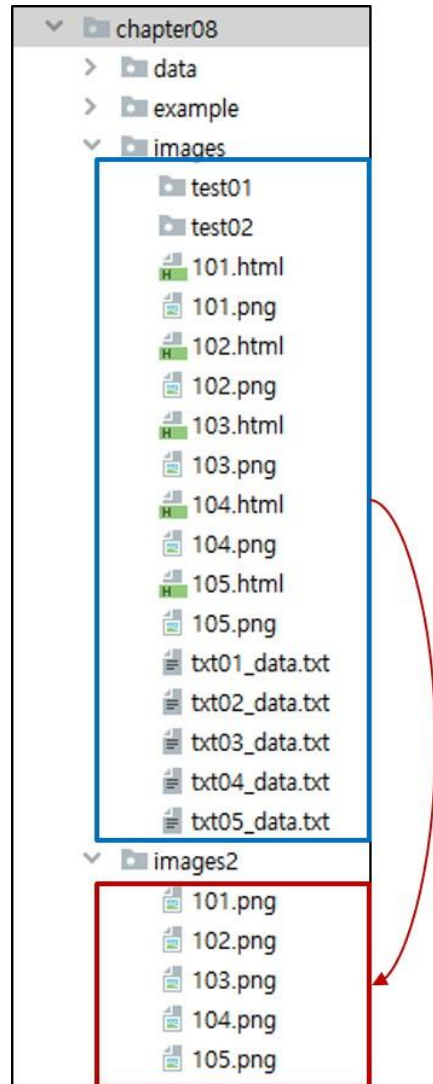 chapter08
data
example
images
test01
test02
101.html
101.png
102.html
102.png
103.html
103.png
104.html
104.png
105.html
105.png
txt01_data.txt
txt02_data.txt
txt03_data.txt
txt04_data.txt
txt05_data.txt
images2
101.png
102.png
103.png
104.png
105.png